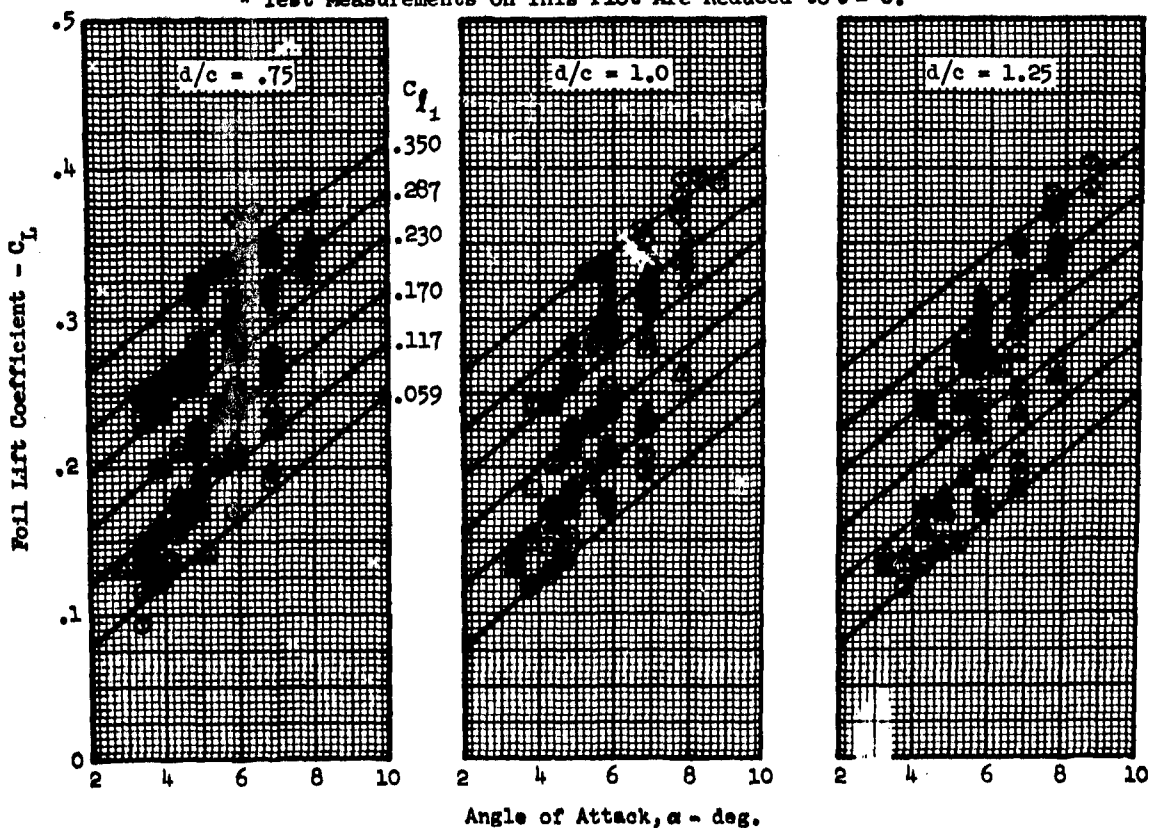 Test Measurements On This Plot Are Reduced
.5
.4
.3
.2
.1
0
Foil Lift Coefficient - C_L
d/c = .75
d/c = 1.0
d/c = 1.25
C_ℓi
.350
.287
.230
.170
.117
.059
2 4 6 8 10
2 4 6 8 10
2 4 6 8 10
Angle of Attack, α - deg.